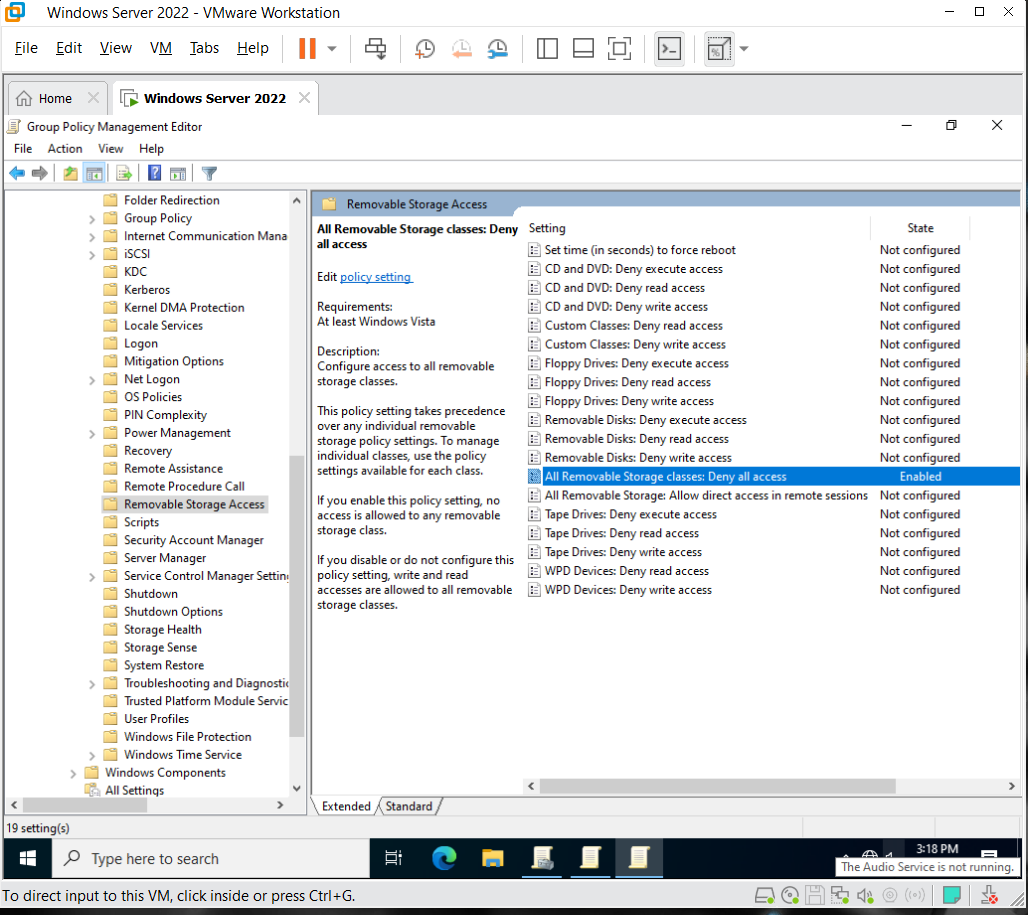 Windows Server 2022 - VMware Workstation
File Edit View VM Tabs Help
Home
Windows Server 2022
Group Policy Management Editor
File Action View Help
Folder Redirection
Group Policy
Internet Communication Mana
iSCSI
KDC
Kerberos
Kernel DMA Protection
Locale Services
Logon
Mitigation Options
Net Logon
OS Policies
PIN Complexity
Power Management
Recovery
Remote Assistance
Remote Procedure Call
Removable Storage Access
Scripts
Security Account Manager
Server Manager
Service Control Manager Settin
Shutdown
Shutdown Options
Storage Health
Storage Sense
System Restore
Troubleshooting and Diagnostic
Trusted Platform Module Servic
User Profiles
Windows File Protection
Windows Time Service
Windows Components
All Settings
Removable Storage Access
All Removable Storage classes: Deny
all access
Edit policy setting
Requirements:
At least Windows Vista
Description:
Configure access to all removable
storage classes.
This policy setting takes precedence
over any individual removable
storage policy settings. To manage
individual classes, use the policy
settings available for each class.
If you enable this policy setting, no
access is allowed to any removable
storage class.
If you disable or do not configure this
policy setting, write and read
accesses are allowed to all removable
storage classes.
Setting State
Set time (in seconds) to force reboot Not configured
CD and DVD: Deny execute access Not configured
CD and DVD: Deny read access Not configured
CD and DVD: Deny write access Not configured
Custom Classes: Deny read access Not configured
Custom Classes: Deny write access Not configured
Floppy Drives: Deny execute access Not configured
Floppy Drives: Deny read access Not configured
Floppy Drives: Deny write access Not configured
Removable Disks: Deny execute access Not configured
Removable Disks: Deny read access Not configured
Removable Disks: Deny write access Not configured
All Removable Storage classes: Deny all access Enabled
All Removable Storage: Allow direct access in remote sessions Not configured
Tape Drives: Deny execute access Not configured
Tape Drives: Deny read access Not configured
Tape Drives: Deny write access Not configured
WPD Devices: Deny read access Not configured
WPD Devices: Deny write access Not configured
Extended Standard
19 setting(s)
Type here to search
3:18 PM
The Audio Service is not running.
To direct input to this VM, click inside or press Ctrl+G.